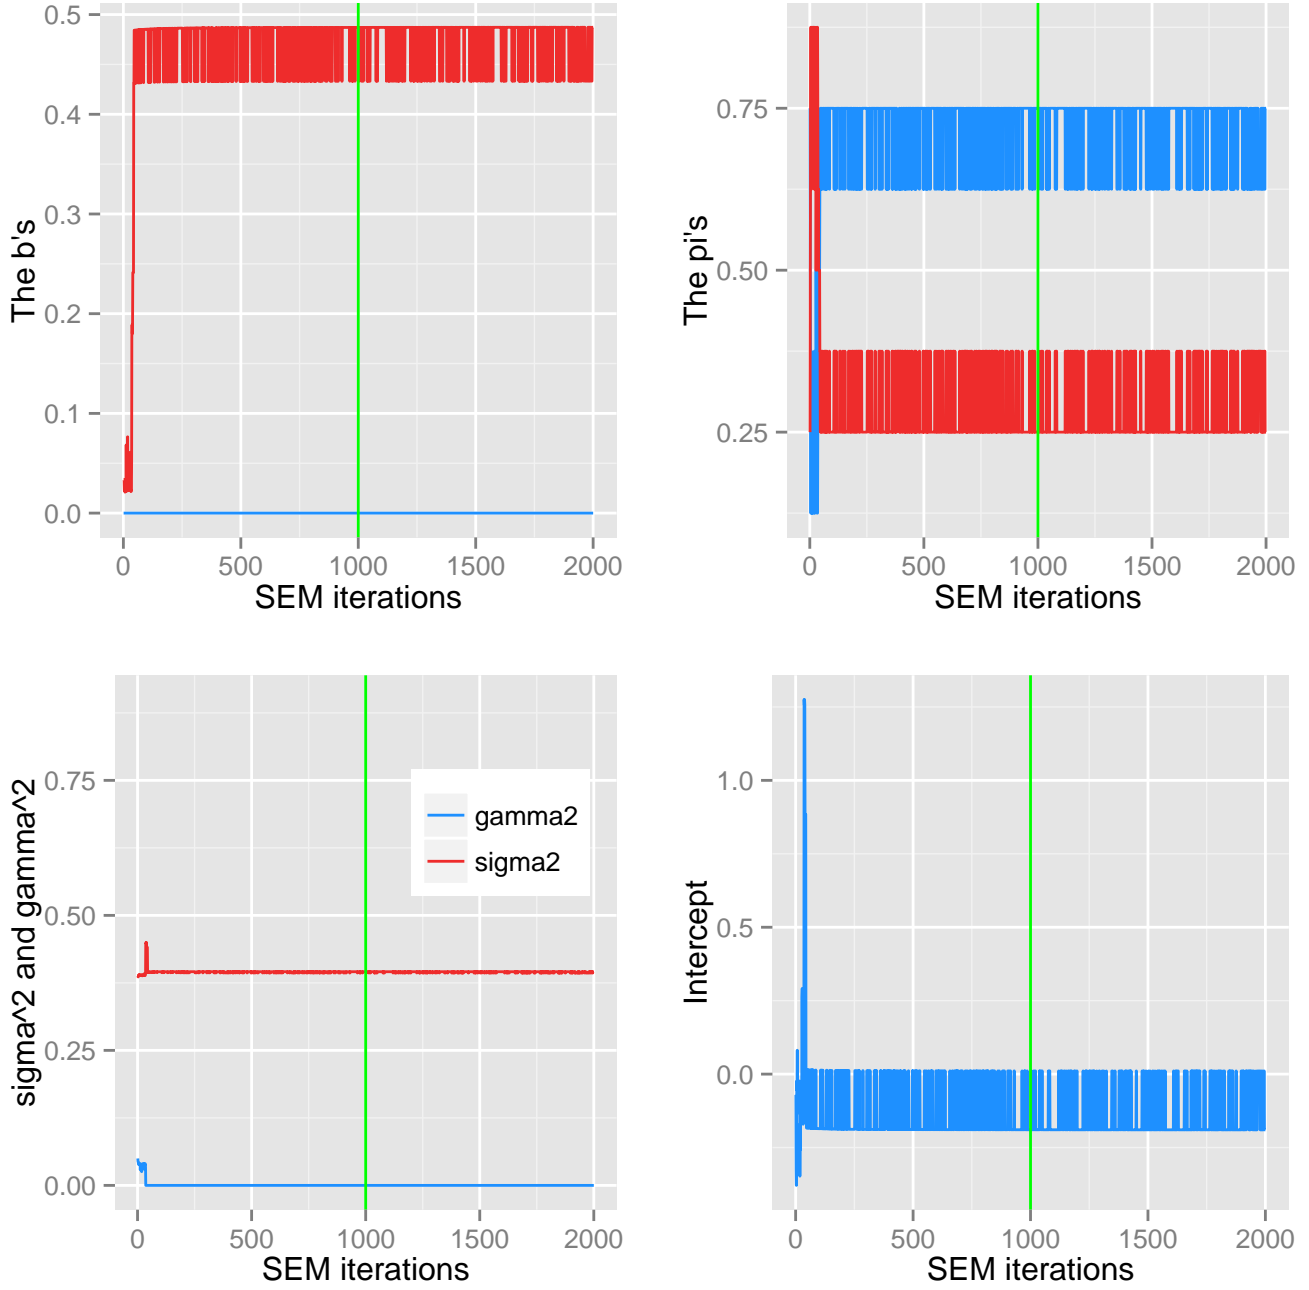 0.5
0.4
0.3
0.2
0.1
0.0
The b's
0 500 1000 1500 2000
SEM iterations
0.75
0.50
0.25
The pi's
0 500 1000 1500 2000
SEM iterations
0.75
0.50
0.25
0.00
sigma^2 and gamma^2
gamma2
sigma2
0 500 1000 1500 2000
SEM iterations
1.0
0.5
0.0
Intercept
0 500 1000 1500 2000
SEM iterations